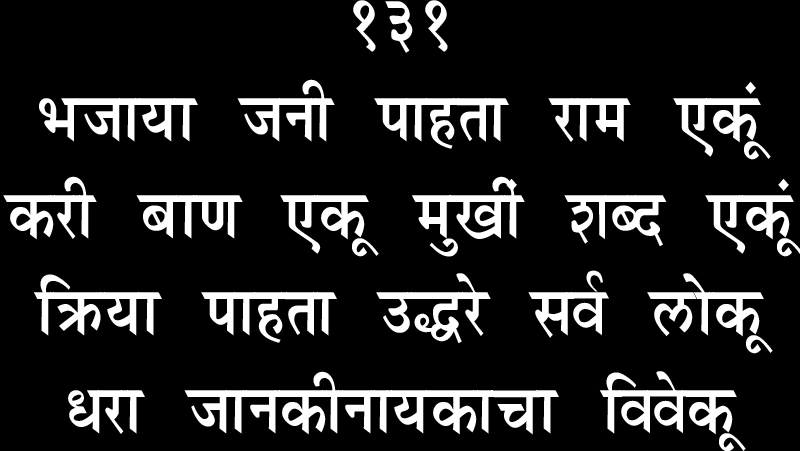 १३१
भजाया जनी पाहता राम एकूं
करी बाण एकू मुखीं शब्द एकूं
क्रिया पाहता उद्धरे सर्व लोकू
धरा जानकीनायकाचा विवेकू